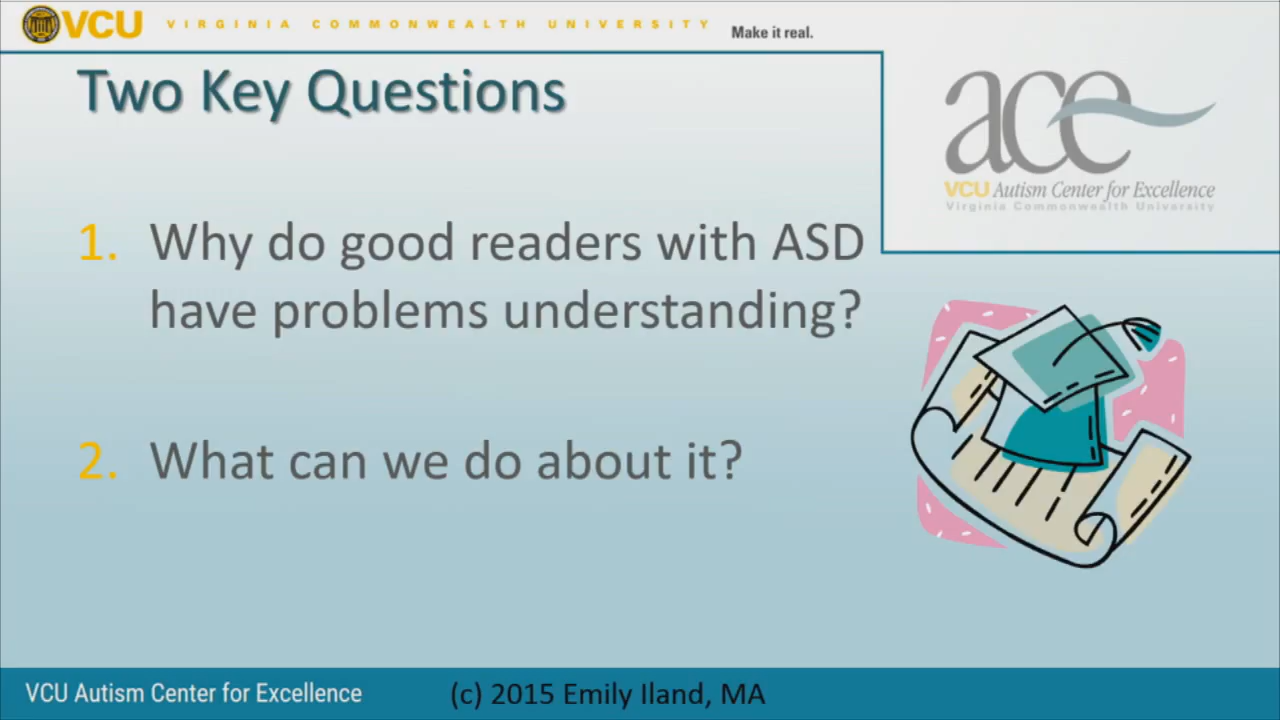 VCU VIRGINIA COMMONWEALTH UNIVERSITY Make it real.
Two Key Questions
ace
VCU Autism Center for Excellence
Virginia Commonwealth University
1. Why do good readers with ASD
have problems understanding?
2. What can we do about it?
VCU Autism Center for Excellence (c) 2015 Emily Iland, MA